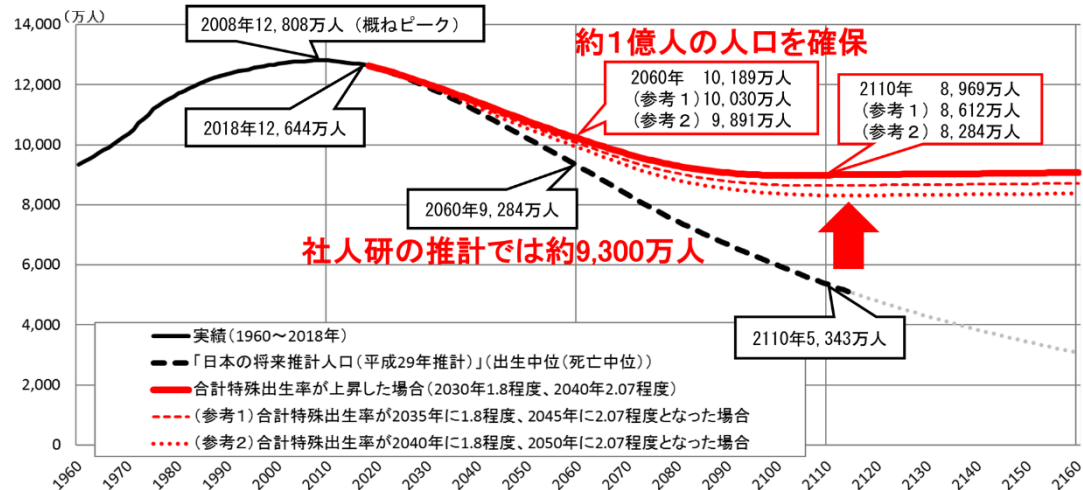 (万人)
14,000
12,000
10,000
8,000
6,000
4,000
2,000
0
2008年12,808万人（概ねピーク）
2018年12,644万人
約1億人の人口を確保
2060年　10,189万人
(参考1)10,030万人
(参考2) 9,891万人
2110年　8,969万人
(参考1) 8,612万人
(参考2) 8,284万人
2060年9,284万人
社人研の推計では約9,300万人
2110年5,343万人
実績(1960～2018年)
「日本の将来推計人口(平成29年推計)」(出生中位(死亡中位))
合計特殊出生率が上昇した場合(2030年1.8程度、2040年2.07程度)
(参考1)合計特殊出生率が2035年に1.8程度、2045年に2.07程度となった場合
(参考2)合計特殊出生率が2040年に1.8程度、2050年に2.07程度となった場合
1960
1970
1980
1990
2000
2010
2020
2030
2040
2050
2060
2070
2080
2090
2100
2110
2120
2130
2140
2150
2160